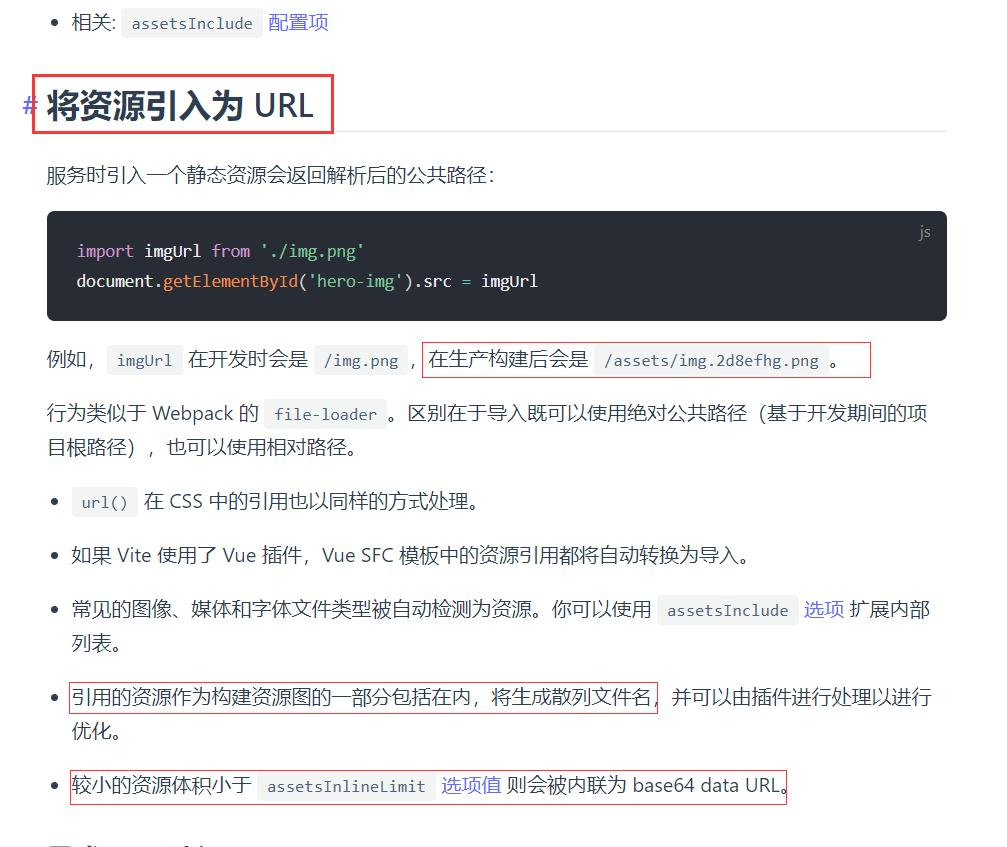 相关: assetsInclude 配置项
# 将资源引入为 URL
服务时引入一个静态资源会返回解析后的公共路径：
js
import imgUrl from './img.png'
document.getElementById('hero-img').src = imgUrl
例如，imgUrl 在开发时会是 /img.png，在生产构建后会是 /assets/img.2d8efhg.png。
行为类似于 Webpack 的 file-loader。区别在于导入既可以使用绝对公共路径（基于开发期间的项
目根路径），也可以使用相对路径。
url() 在 CSS 中的引用也以同样的方式处理。
如果 Vite 使用了 Vue 插件，Vue SFC 模板中的资源引用都将自动转换为导入。
常见的图像、媒体和字体文件类型被自动检测为资源。你可以使用 assetsInclude 选项 扩展内部
列表。
引用的资源作为构建资源图的一部分包括在内，将生成散列文件名，并可以由插件进行处理以进行
优化。
较小的资源体积小于 assetsInlineLimit 选项值 则会被内联为 base64 data URL。